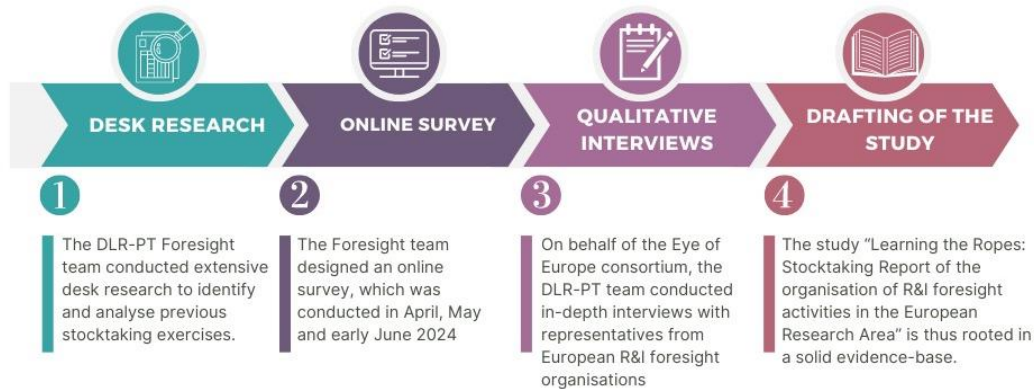 DESK RESEARCH
ONLINE SURVEY
QUALITATIVE
INTERVIEWS
DRAFTING OF THE
STUDY
1
The DLR-PT Foresight
team conducted extensive
desk research to identify
and analyse previous
stocktaking exercises.
2
The Foresight team
designed an online
survey, which was
conducted in April, May
and early June 2024
3
On behalf of the Eye of
Europe consortium, the
DLR-PT team conducted
in-depth interviews with
representatives from
European R&I foresight
organisations
4
The study “Learning the Ropes:
Stocktaking Report of the
organisation of R&I foresight
activities in the European
Research Area” is thus rooted in
a solid evidence-base.